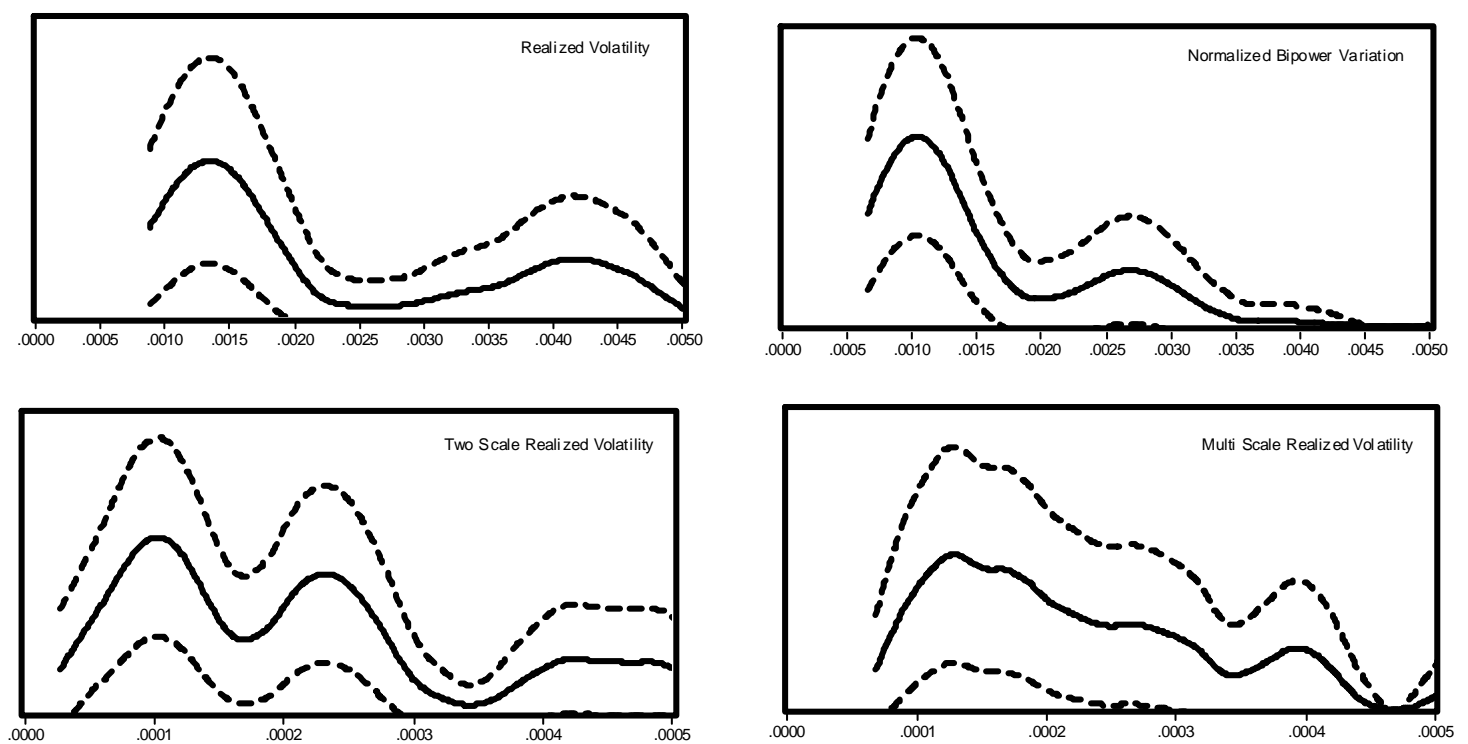 Realized Volatility
.0000 .0005 .0010 .0015 .0020 .0025 .0030 .0035 .0040 .0045 .0050
Normalized Bipower Variation
.0000 .0005 .0010 .0015 .0020 .0025 .0030 .0035 .0040 .0045 .0050
Two Scale Realized Volatility
.0000 .0001 .0002 .0003 .0004 .0005
Multi Scale Realized Volatility
.0000 .0001 .0002 .0003 .0004 .0005